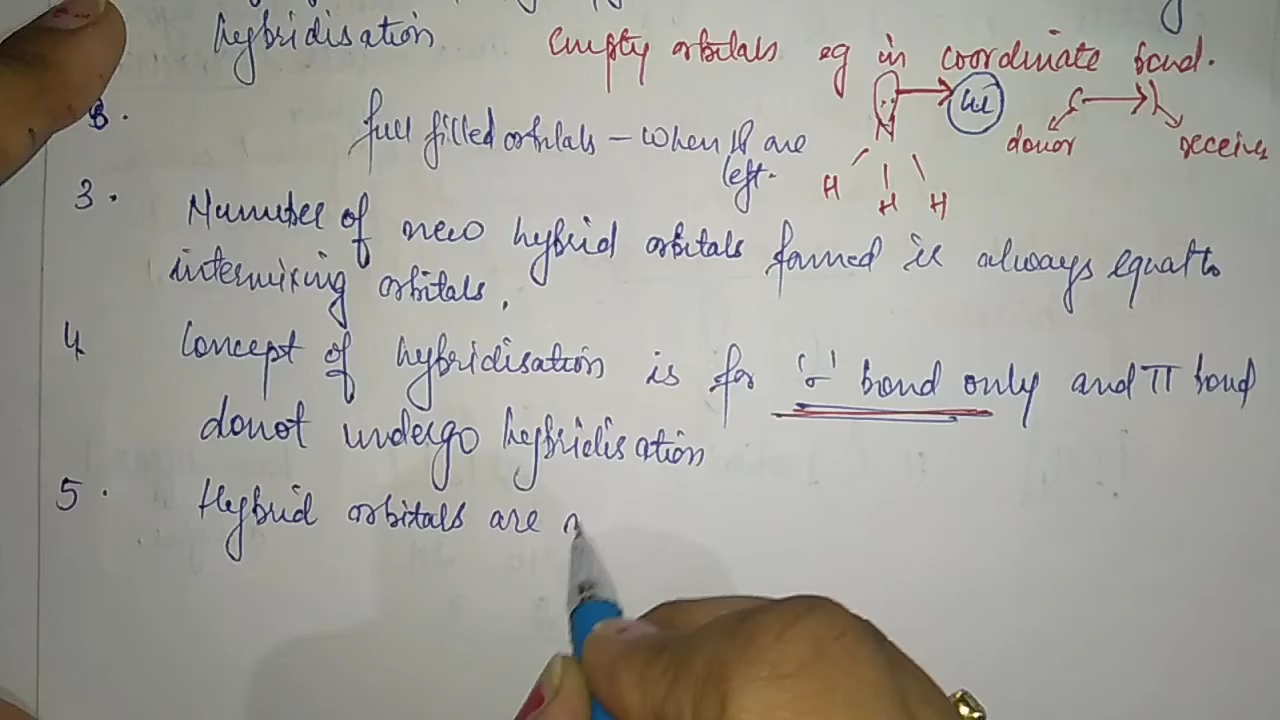 hybridisation
empty orbitals eg in coordinate bond.
Cu
donor
receiver
N
H H H
full filled orbitals – when lp are left.
3. Number of new hybrid orbitals formed is always equal to
intermixing orbitals.
4 Concept of hybridisation is for 'σ' bond only and π bond
donot undergo hybridisation
5. Hybrid orbitals are